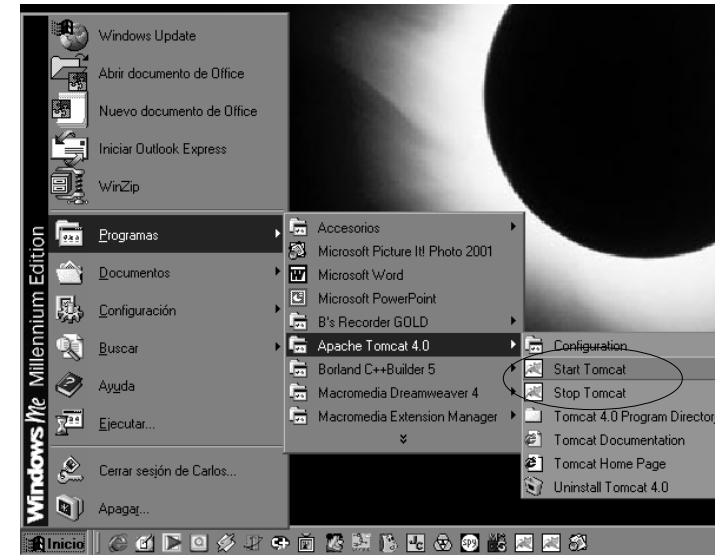 Windows Update
Abrir documento de Office
Nuevo documento de Office
Iniciar Outlook Express
WinZip
Programas
Documentos
Configuración
Buscar
Ayuda
Ejecutar...
Cerrar sesión de Carlos...
Apagar...
Windows Me Millennium Edition
Accesorios
Microsoft Picture It! Photo 2001
Microsoft Word
Microsoft PowerPoint
B's Recorder GOLD
Apache Tomcat 4.0
Borland C++Builder 5
Macromedia Dreamweaver 4
Macromedia Extension Manager
Configuration
Start Tomcat
Stop Tomcat
Tomcat 4.0 Program Director
Tomcat Documentation
Tomcat Home Page
Uninstall Tomcat 4.0
Inicio
SPY